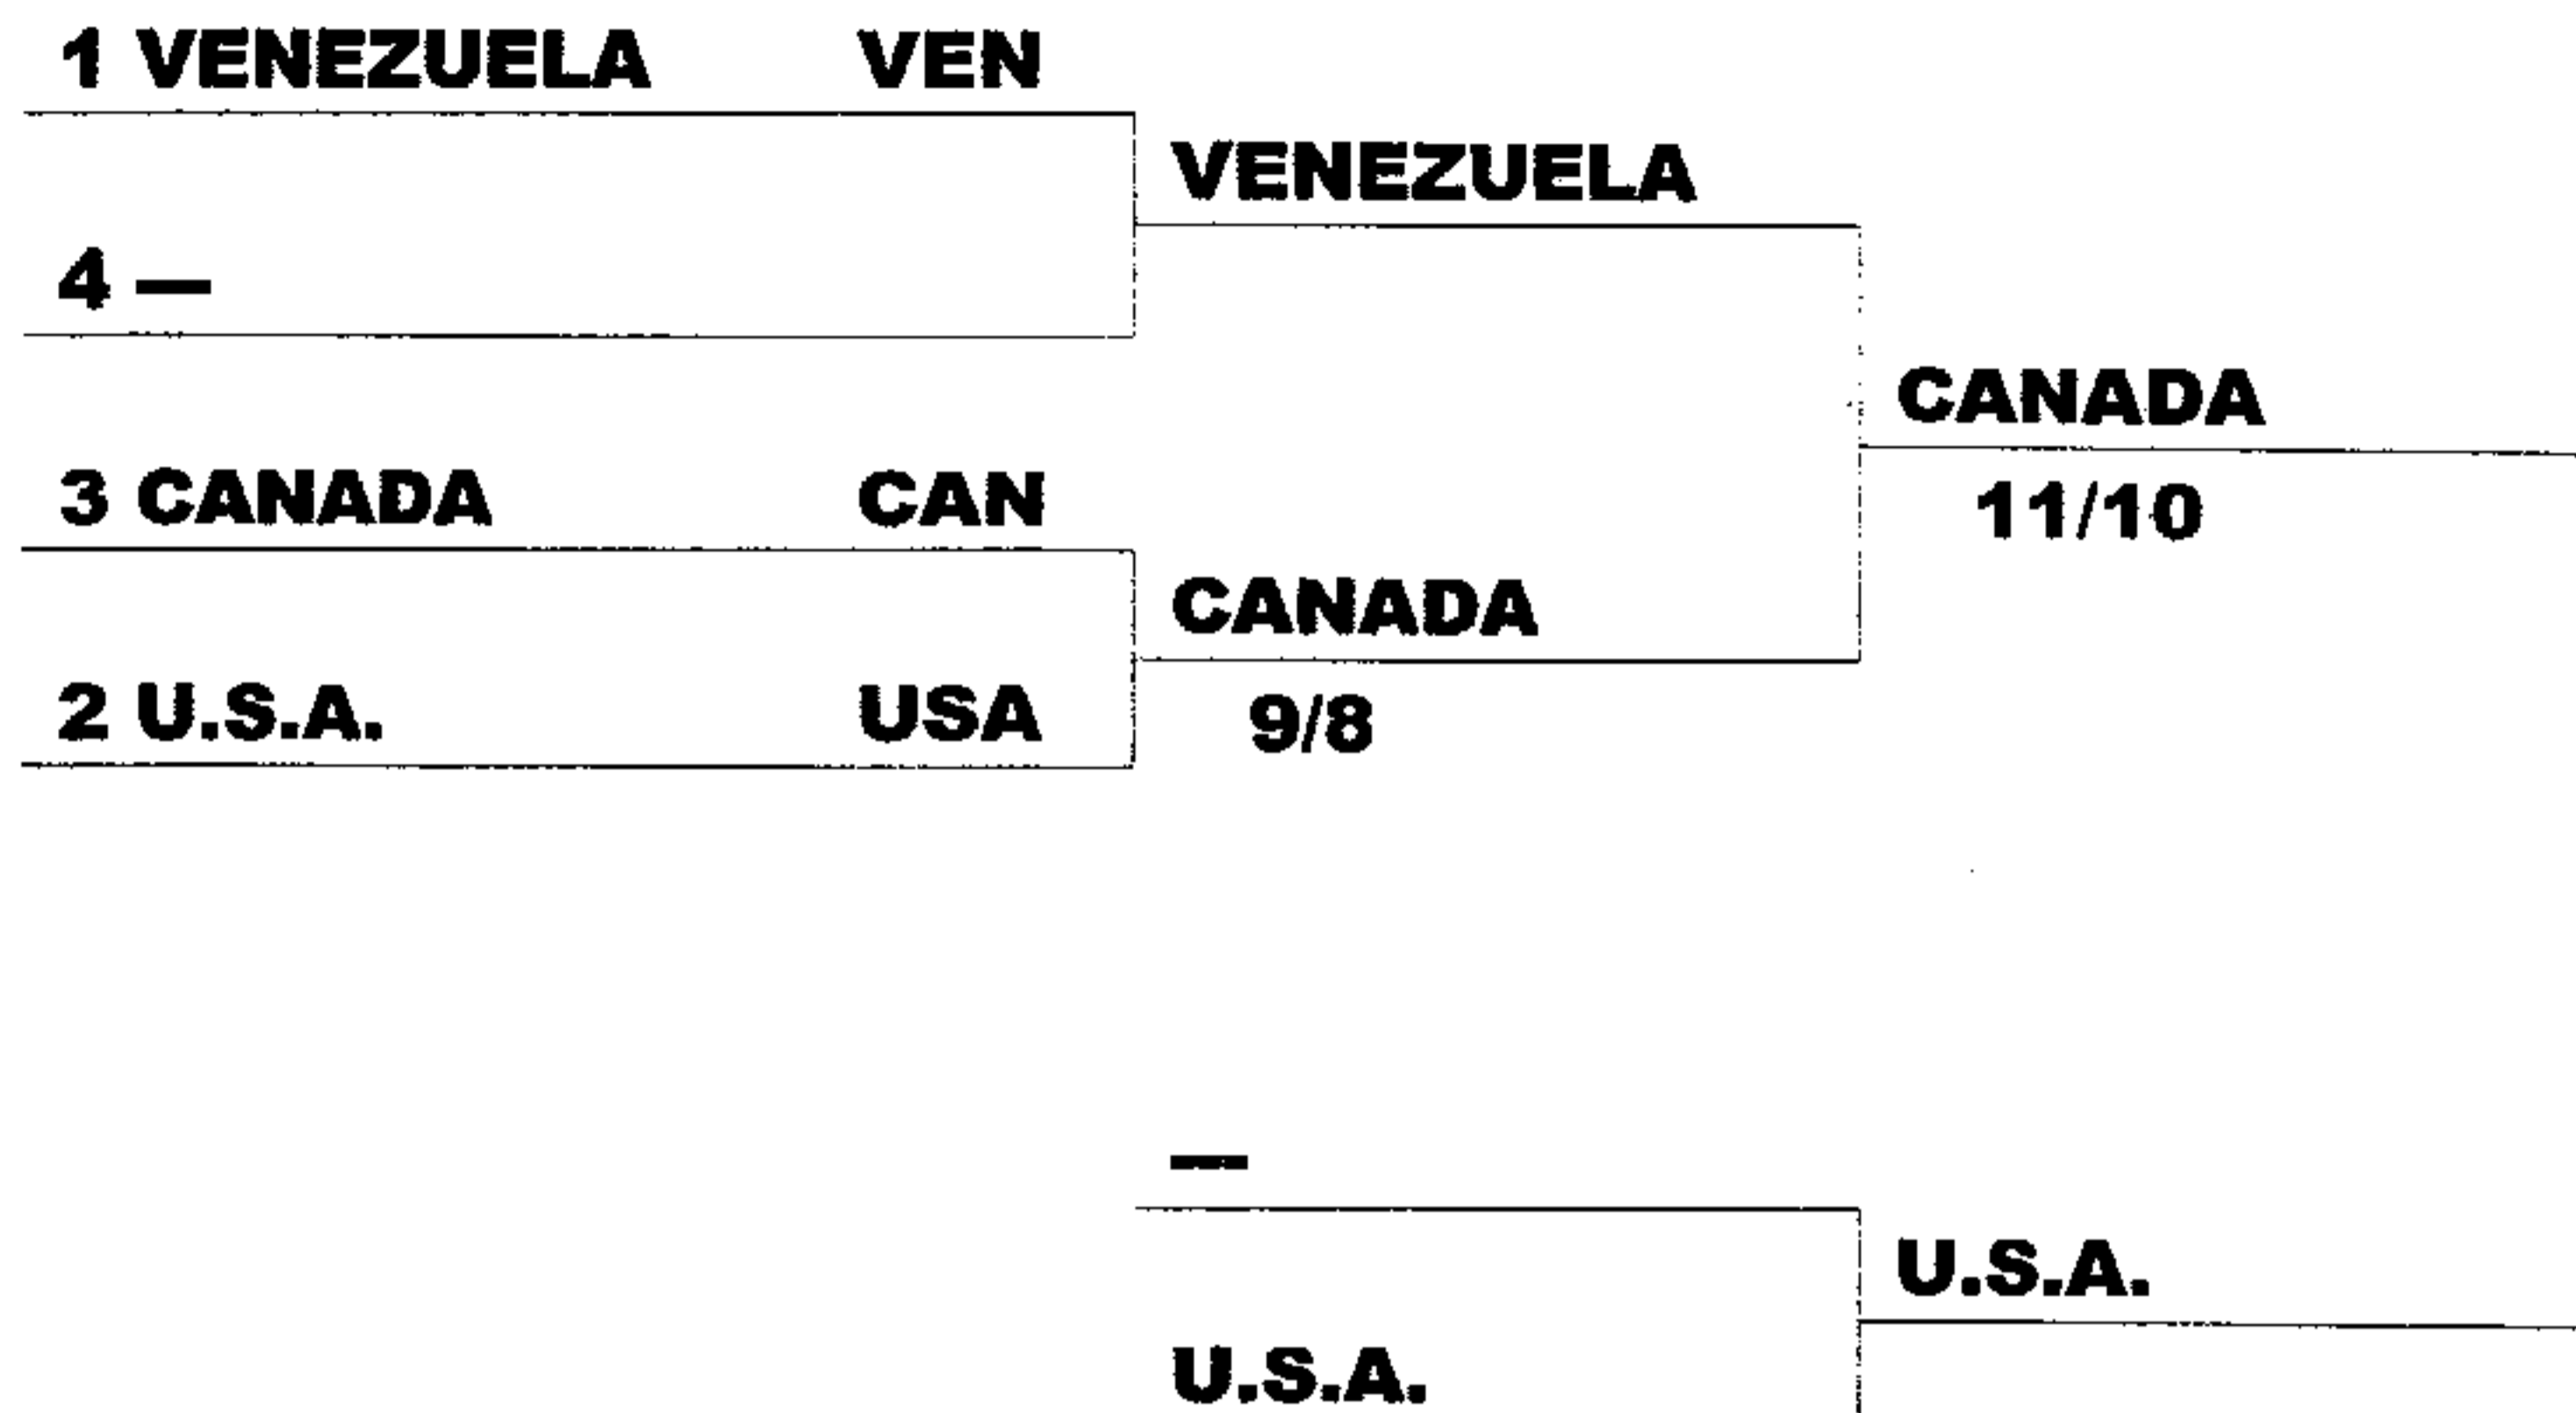 1 VENEZUELA VEN
VENEZUELA
4 —
CANADA
3 CANADA CAN
11/10
CANADA
2 U.S.A. USA
9/8
—
U.S.A.
U.S.A.